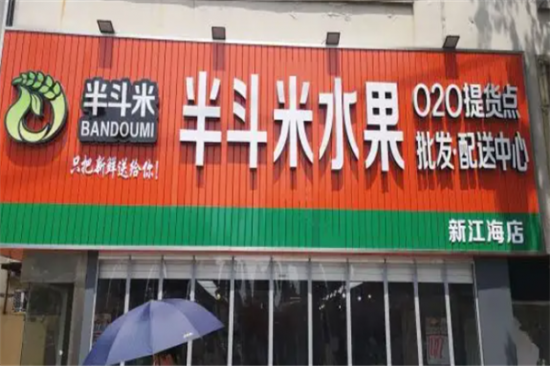 半斗米
BANDOUMI
只把新鲜送给你!
半斗米水果
O2O提货点
批发·配送中心
新江海店